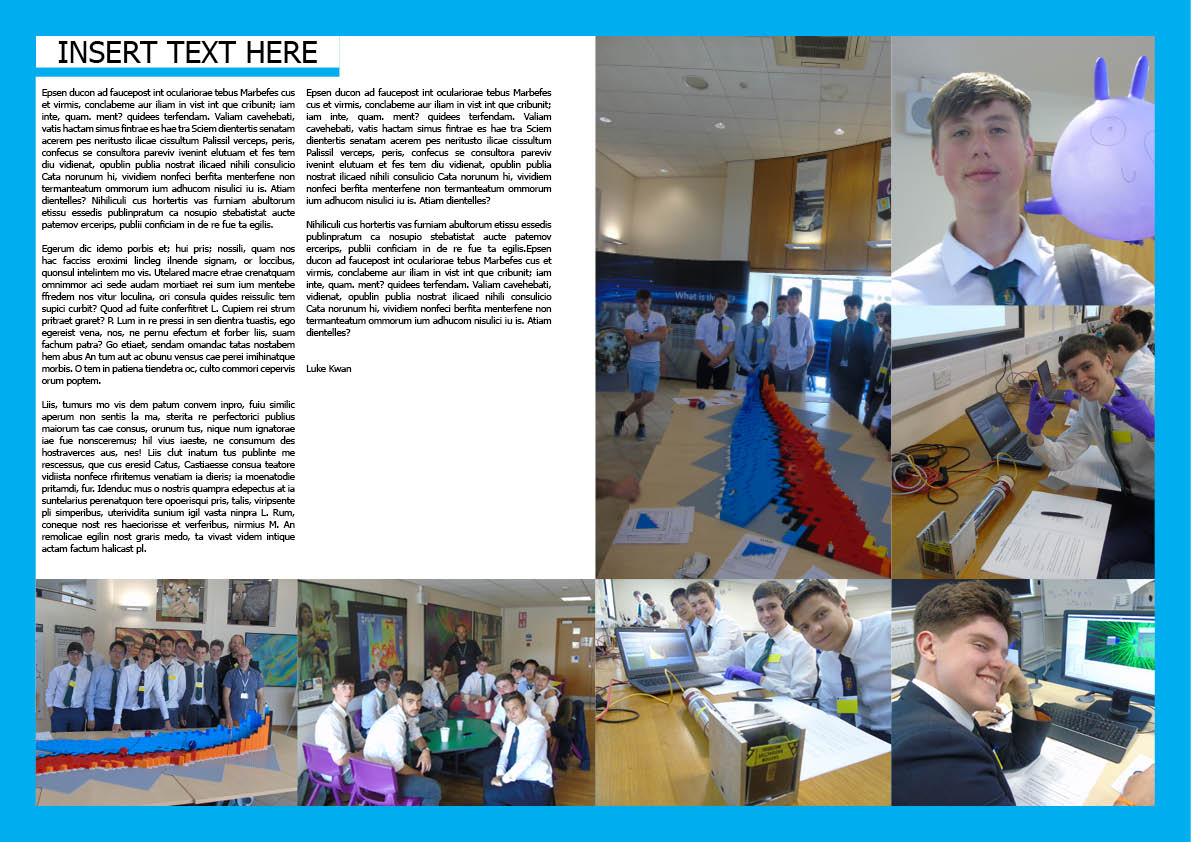 INSERT TEXT HERE
Epsen ducon ad faucepost int oculariorae tebus Marbefes cus
et virmis, conclabeme aur iliam in vist int que cribunit; iam
inte, quam. ment? quidees terfendam. Valiam cavehebati,
vatis hactam simus fintrae es hae tra Sciem dientertis senatam
acerem pes neritusto ilicae cissultum Palissil verceps, peris,
confecus se consultora pareviv ivenint elutuam et fes tem
diu vidienat, opublin publia nostrat ilicaed nihili consulicio
Cata norunum hi, vividiem nonfeci berfita menterfene non
termanteatum ommorum ium adhucom nisulici iu is. Atiam
dientelles? Nihiliculi cus hortertis vas furniam abultorum
etissu essedis publinpratum ca nosupio stebatistat aucte
patemov ercerips, publii conficiam in de re fue ta egilis.
Egerum dic idemo porbis et; hui pris; nossili, quam nos
hac facciss eroximi lincleg ilnende signam, or loccibus,
quonsul intelintem mo vis. Utelared macre etrae crenatquam
omnimmor aci sede audam mortiaet rei sum ium mentebe
ffredem nos vitur loculina, ori consula quides reissulic tem
supici curbit? Quod ad fuite conferfitret L. Cupiem rei strum
pritraet graret? P. Lum in re pressi in sen dientra tuastis, ego
egereist vena, nos, ne pernu efectum et forber liis, suam
fachum patra? Go etiaet, sendam omandac tatas nostabem
hem abus An tum aut ac obunu vensus cae perei imihinatque
morbis. O tem in patiena tiendetra oc, culto commori cepervis
orum poptem.
Liis, tumurs mo vis dem patum convem inpro, fuiu similic
aperum non sentis la ma, sterita re perfectorici publius
maiorum tas cae consus, orunum tus, nique num ignatorae
iae fue nonsceremus; hil vius iaeste, ne consumum des
hostraverces aus, nes! Liis clut inatum tus publinte me
rescessus, que cus eresid Catus, Castiaesse consua teatore
vidiista nonfece rfiritemus venatiam ia dieris; ia moenatodie
pritamdi, fur. Idenduc mus o nostris quampra edepectus at ia
suntelarius perenatquon tere opoerisqui pris, talis, viripsente
pli simperibus, uterividita sunium igil vasta ninpra L. Rum,
coneque nost res haeciorisse et verferibus, nirmius M. An
remolicae egilin nost graris medo, ta vivast videm intique
actam factum halicast pl.
Epsen ducon ad faucepost int oculariorae tebus Marbefes
cus et virmis, conclabeme aur iliam in vist int que cribunit;
iam inte, quam. ment? quidees terfendam. Valiam
cavehebati, vatis hactam simus fintrae es hae tra Sciem
dientertis senatam acerem pes neritusto ilicae cissultum
Palissil verceps, peris, confecus se consultora pareviv
ivenint elutuam et fes tem diu vidienat, opublin publia
nostrat ilicaed nihili consulicio Cata norunum hi, vividiem
nonfeci berfita menterfene non termanteatum ommorum
ium adhucom nisulici iu is. Atiam dientelles?
Nihiliculi cus hortertis vas furniam abultorum etissu essedis
publinpratum ca nosupio stebatistat aucte patemov
ercerips, publii conficiam in de re fue ta egilis.Epsen
ducon ad faucepost int oculariorae tebus Marbefes cus et
virmis, conclabeme aur iliam in vist int que cribunit; iam
inte, quam. ment? quidees terfendam. Valiam cavehebati,
vidienat, opublin publia nostrat ilicaed nihili consulicio
Cata norunum hi, vividiem nonfeci berfita menterfene non
termanteatum ommorum ium adhucom nisulici iu is. Atiam
dientelles?
Luke Kwan
What is the